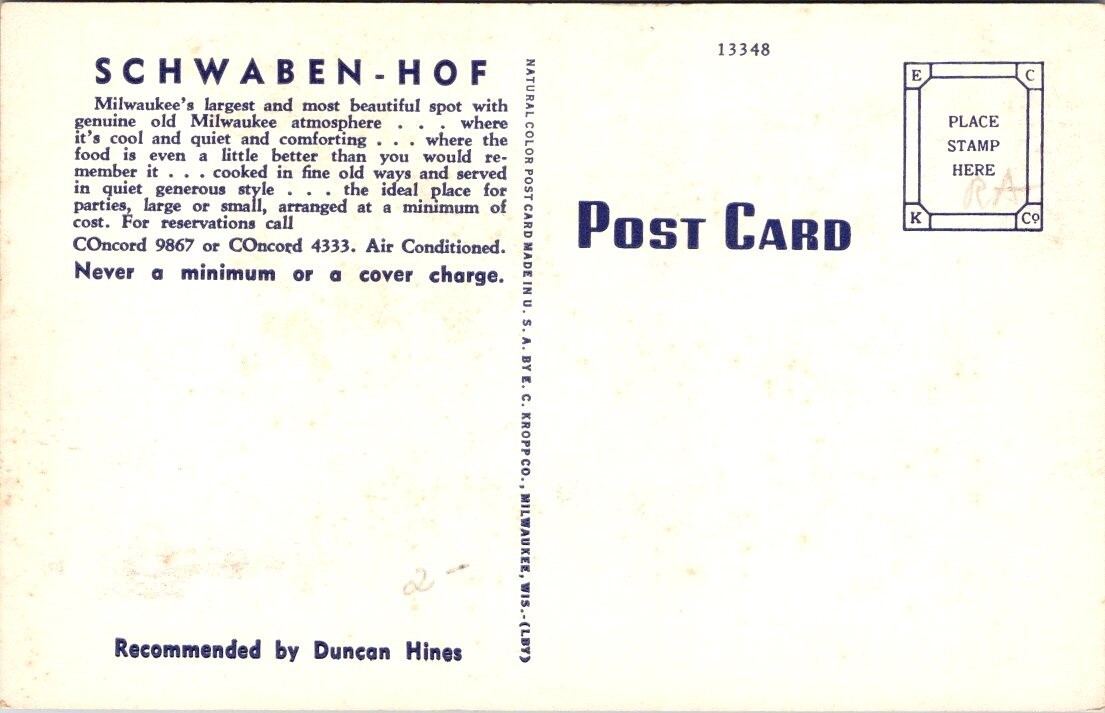 SCHWABEN-HOF
Milwaukee's largest and most beautiful spot with
genuine old Milwaukee atmosphere . . . where
it's cool and quiet and comforting . . . where the
food is even a little better than you would re-
member it . . . cooked in fine old ways and served
in quiet generous style . . . the ideal place for
parties, large or small, arranged at a minimum of
cost. For reservations call
COncord 9867 or COncord 4333. Air Conditioned.
Never a minimum or a cover charge.
2-
Recommended by Duncan Hines
NATURAL COLOR POST CARD MADE IN U. S. A. BY E. C. KROPP CO., MILWAUKEE, WIS.-(LBY)
13348
POST CARD
E C
PLACE
STAMP
HERE
RA
K Co